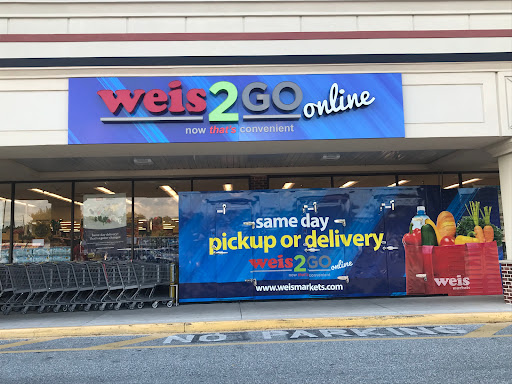 weis2GO online
now that's convenient
same day
pickup or delivery
weis2GO online
now that's convenient
www.weismarkets.com
weis
markets
NO PARKING